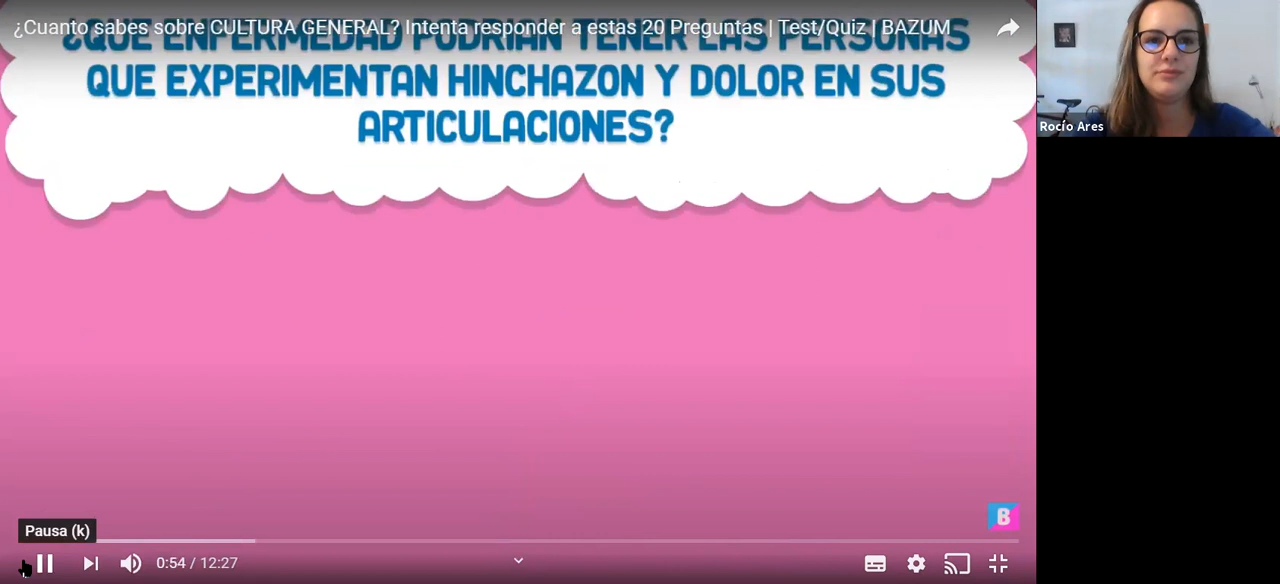 ¿Cuanto sabes sobre CULTURA GENERAL? Intenta responder a estas 20 Preguntas | Test/Quiz | BAZUM
¿QUE ENFERMEDAD PODRIAN TENER LAS PERSONAS
QUE EXPERIMENTAN HINCHAZON Y DOLOR EN SUS
ARTICULACIONES?
Rocío Ares
B
Pausa (k)
0:54 / 12:27